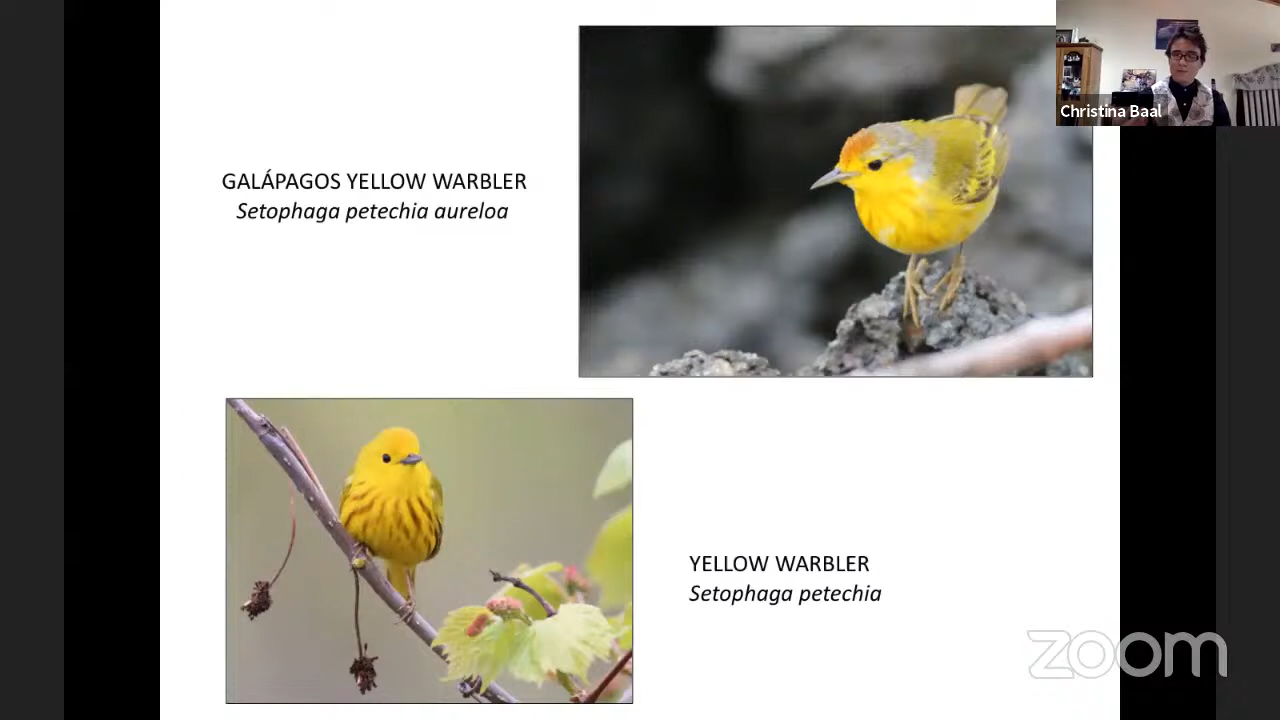 Christina Baal
GALÁPAGOS YELLOW WARBLER
Setophaga petechia aureloa
YELLOW WARBLER
Setophaga petechia
zoom